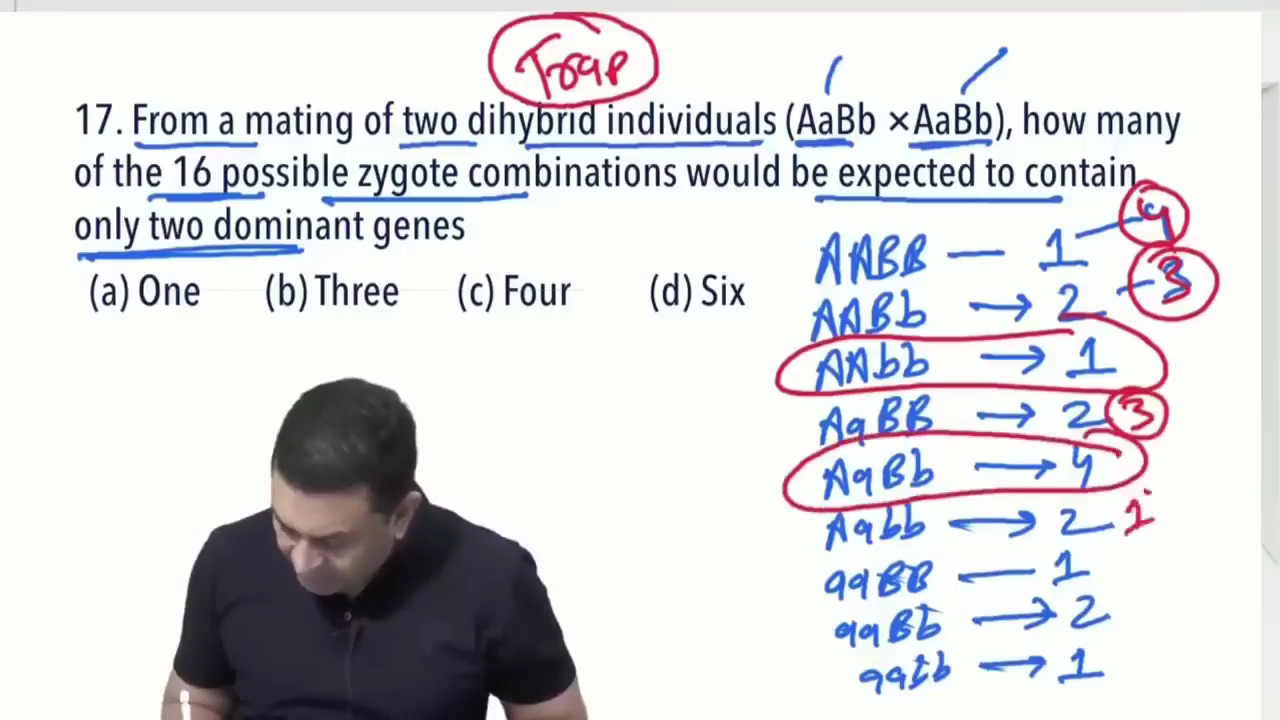 Trap
17. From a mating of two dihybrid individuals (AaBb ×AaBb), how many
of the 16 possible zygote combinations would be expected to contain
only two dominant genes
(a) One (b) Three (c) Four (d) Six
AABB — 1 — 4
AABb → 2 — 3
AAbb → 1
AaBB → 2 3
AaBb → 4
Aabb → 2 1
aaBB — 1
aaBb → 2
aabb → 1